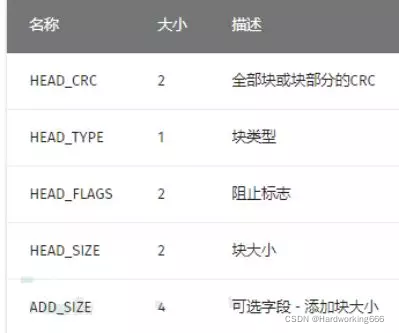 名称 大小 描述
HEAD_CRC 2 全部块或块部分的CRC
HEAD_TYPE 1 块类型
HEAD_FLAGS 2 阻止标志
HEAD_SIZE 2 块大小
ADD_SIZE 4 可选字段 - 添加块大小
CSDN @Hardworking666